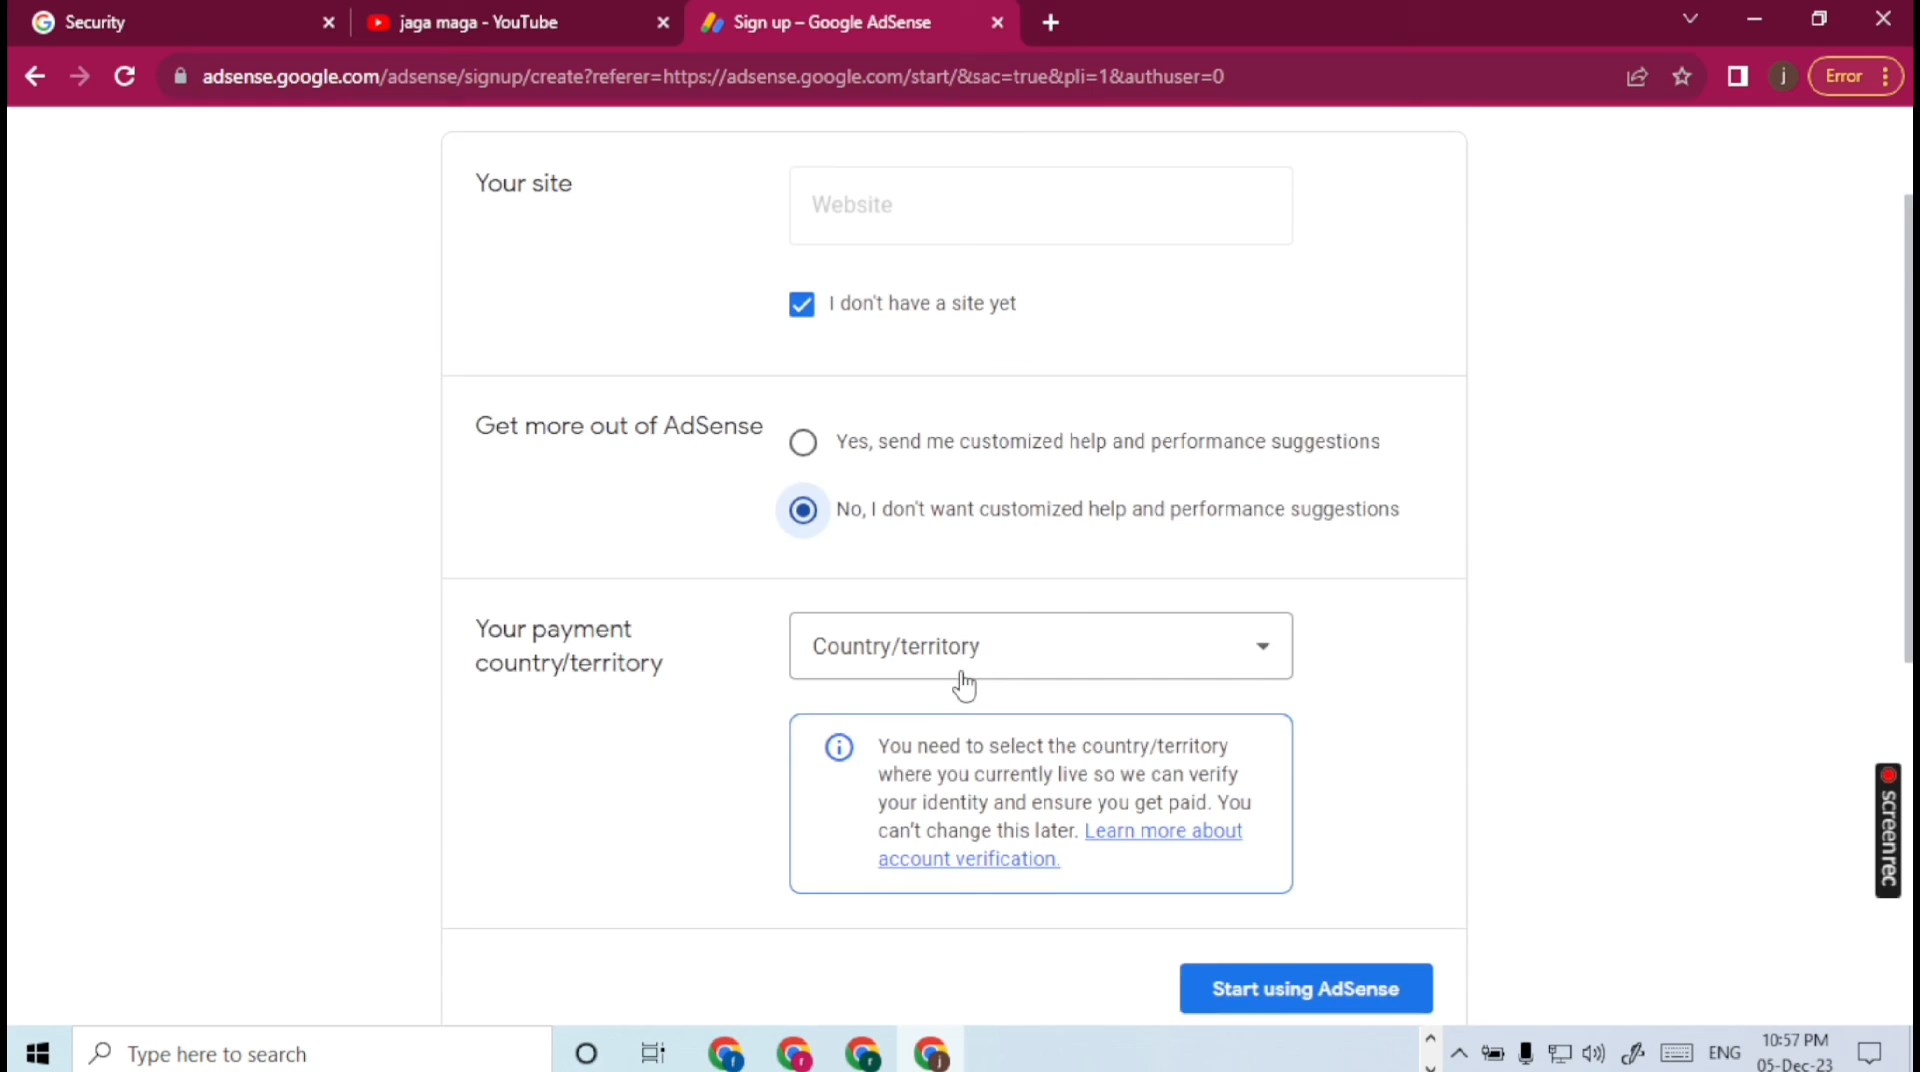 Security
jaga maga - YouTube
Sign up – Google AdSense
adsense.google.com/adsense/signup/create?referer=https://adsense.google.com/start/&sac=true&pli=1&authuser=0
j
Error
Your site
Website
I don't have a site yet
Get more out of AdSense
Yes, send me customized help and performance suggestions
No, I don't want customized help and performance suggestions
Your payment
country/territory
Country/territory
You need to select the country/territory
where you currently live so we can verify
your identity and ensure you get paid. You
can't change this later. Learn more about
account verification.
Start using AdSense
screenrec
Type here to search
f
r
r
j
ENG
10:57 PM
05-Dec-23